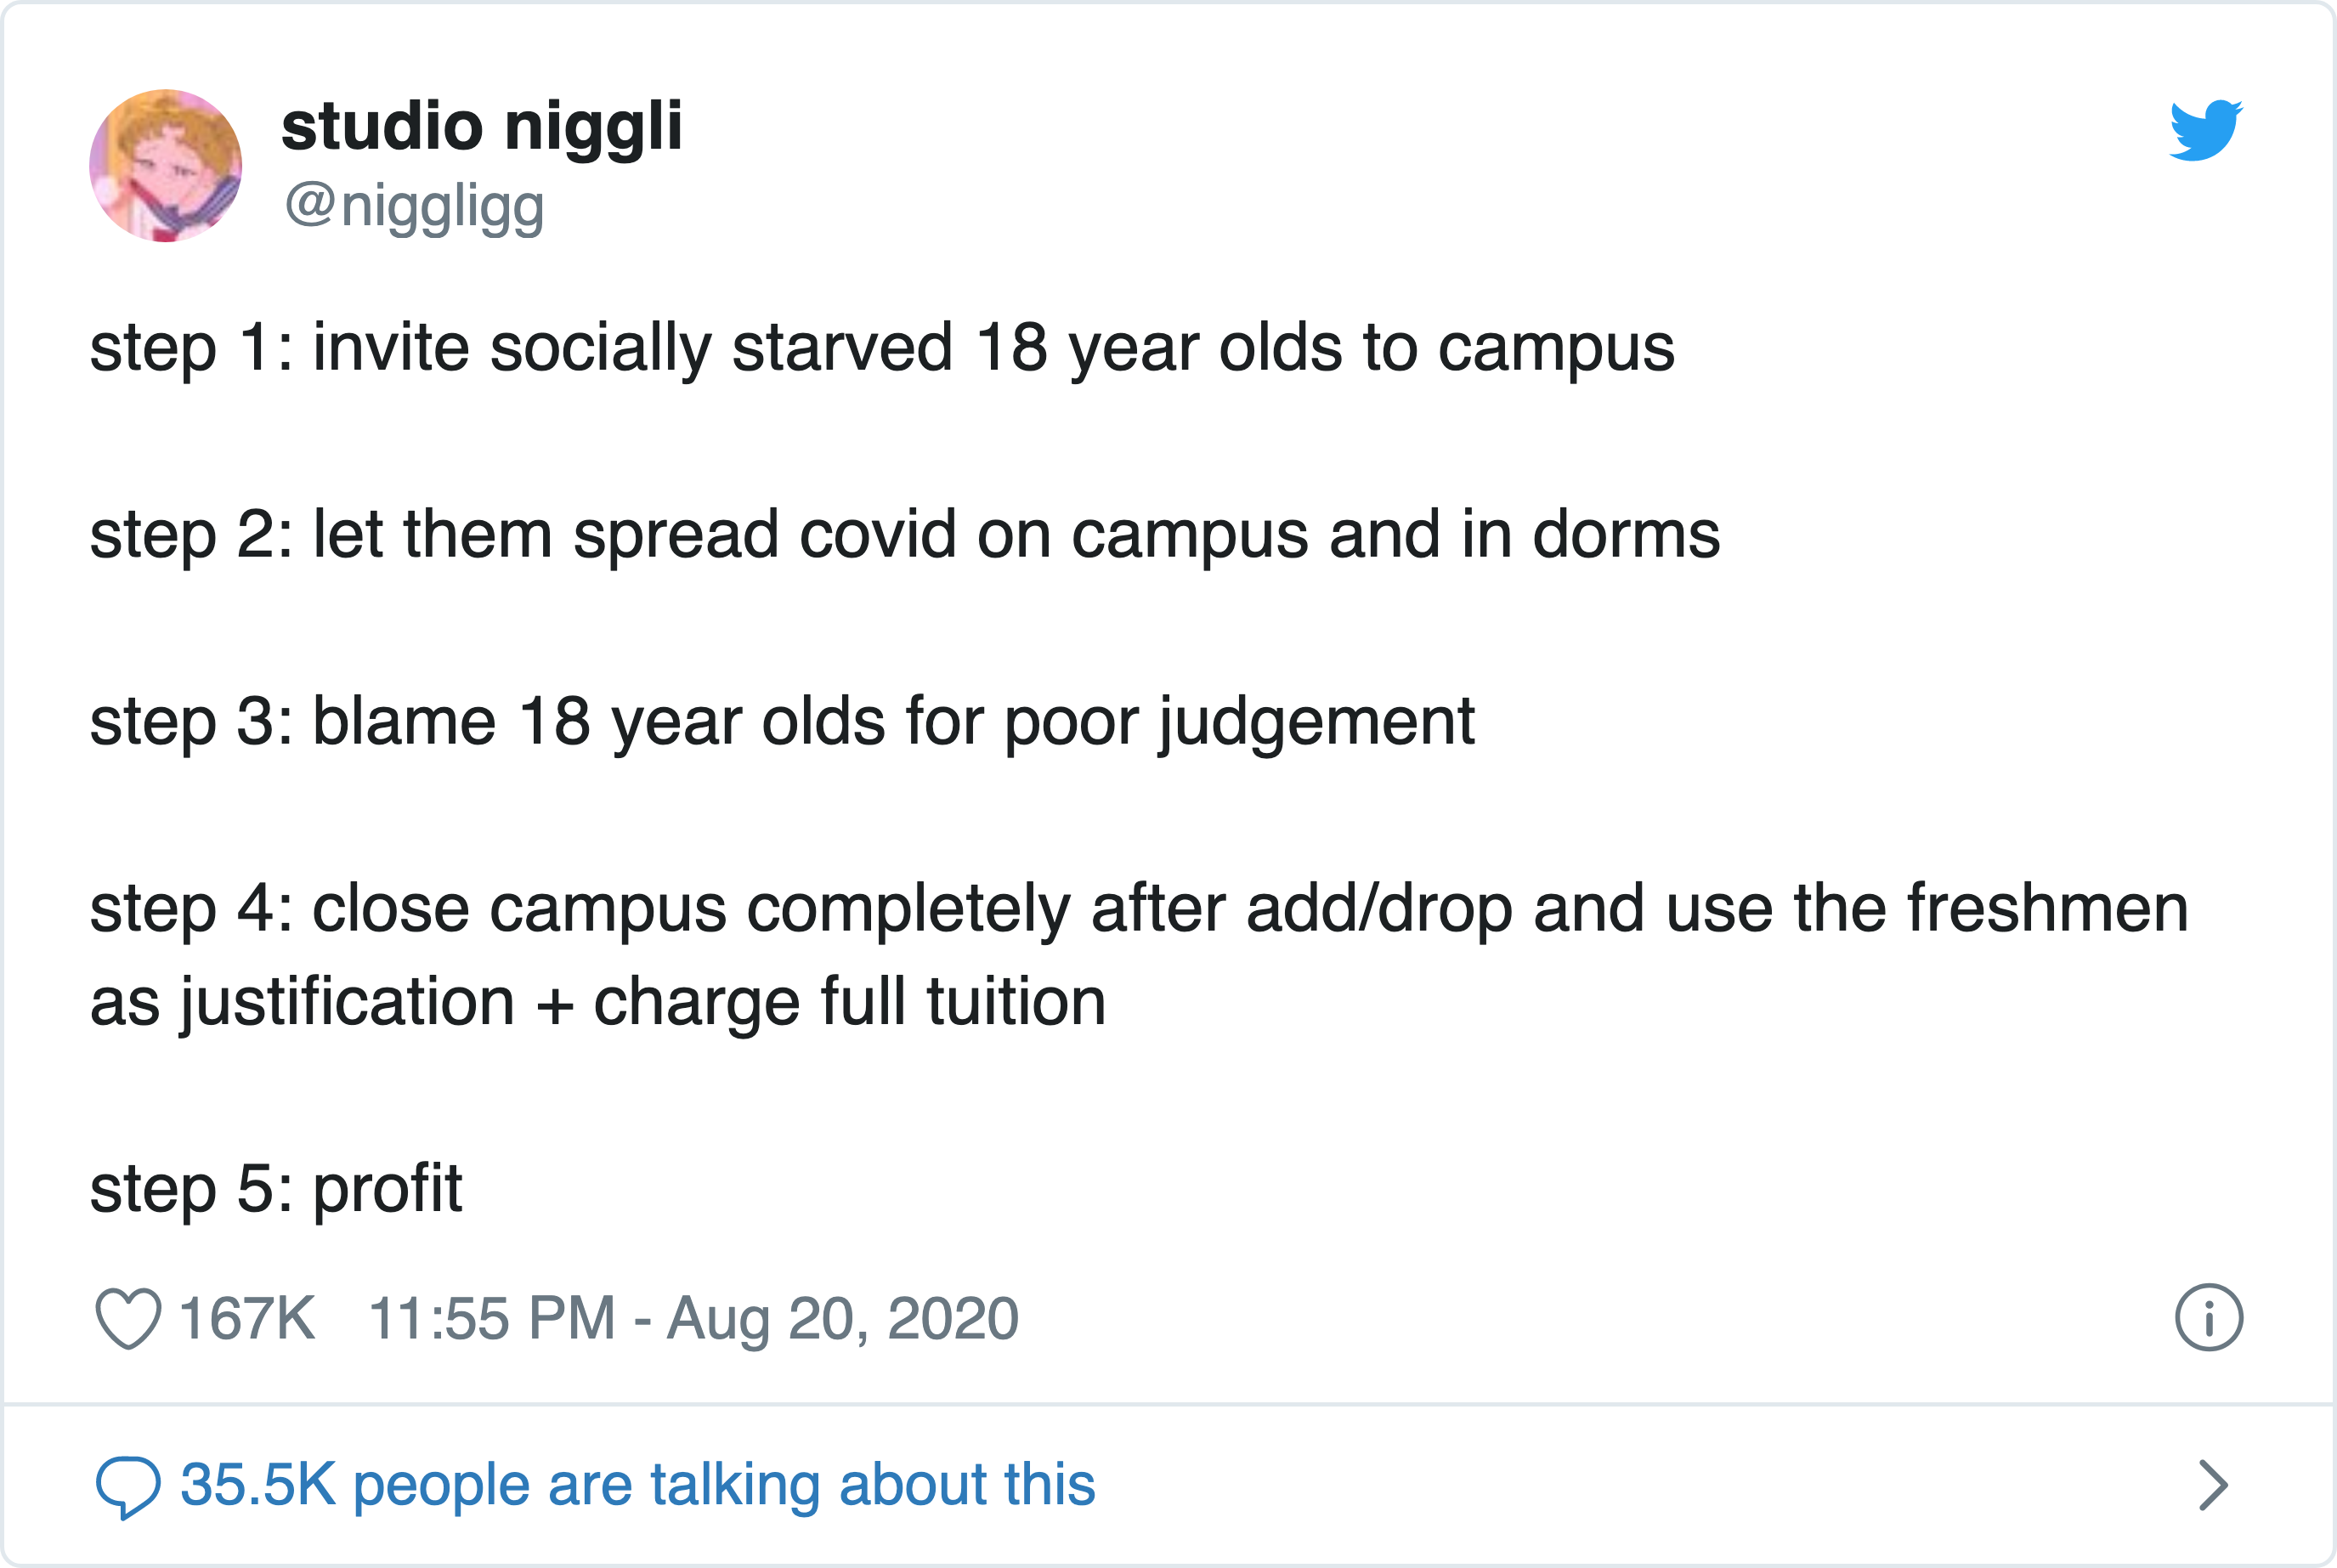 studio niggli
@niggligg
step 1: invite socially starved 18 year olds to campus
step 2: let them spread covid on campus and in dorms
step 3: blame 18 year olds for poor judgement
step 4: close campus completely after add/drop and use the freshmen
as justification + charge full tuition
step 5: profit
167K 11:55 PM - Aug 20, 2020
35.5K people are talking about this